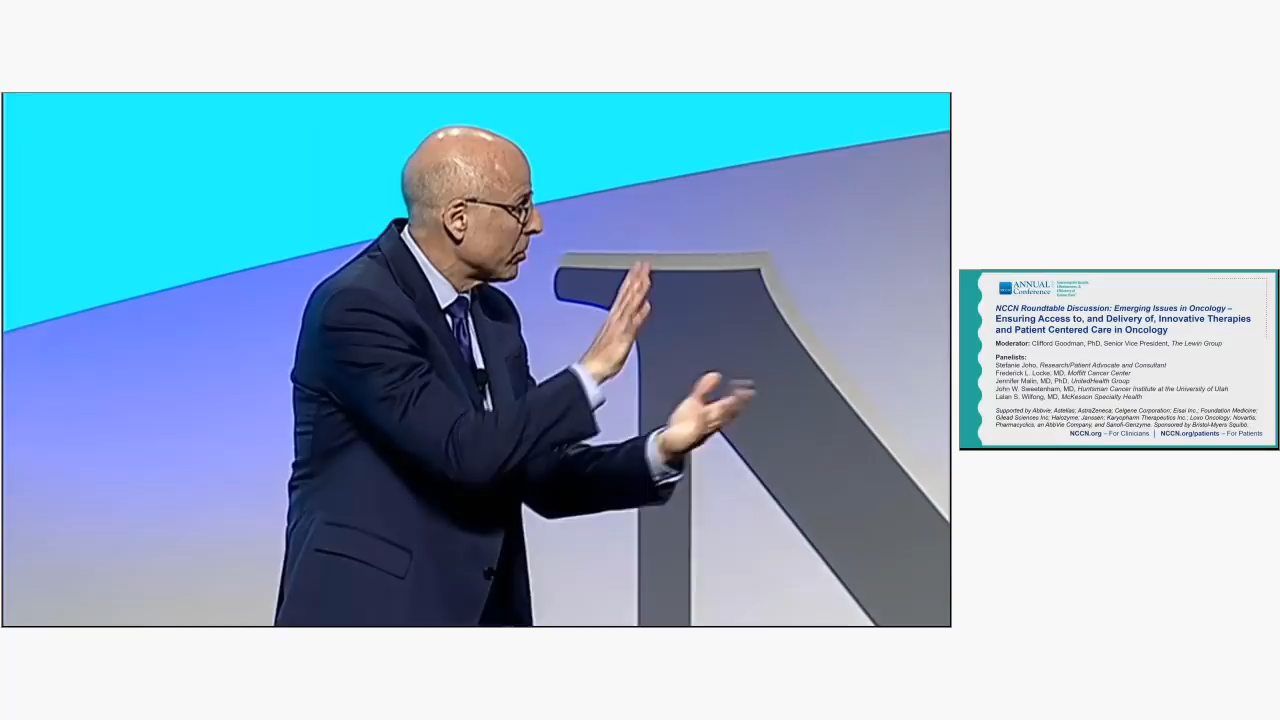 NCCN
ANNUAL
Conference
NCCN Roundtable Discussion: Emerging Issues in Oncology –
Ensuring Access to, and Delivery of, Innovative Therapies
and Patient Centered Care in Oncology
Moderator: Clifford Goodman, PhD, Senior Vice President, The Lewin Group
Panelists:
Stefanie Joho, Research/Patient Advocate and Consultant
Frederick L. Locke, MD, Moffitt Cancer Center
Jennifer Malin, MD, PhD, UnitedHealth Group
John W. Sweetenham, MD, Huntsman Cancer Institute at the University of Utah
Lalan S. Wilfong, MD, McKesson Specialty Health
Supported by Abbvie; Astellas; AstraZeneca; Celgene Corporation; Eisai Inc.; Foundation Medicine;
Gilead Sciences Inc; Halozyme; Janssen; Karyopharm Therapeutics Inc.; Loxo Oncology; Novartis;
Pharmacyclics, an AbbVie Company, and Sanofi-Genzyme. Sponsored by Bristol-Myers Squibb.
NCCN.org – For Clinicians | NCCN.org/patients – For Patients